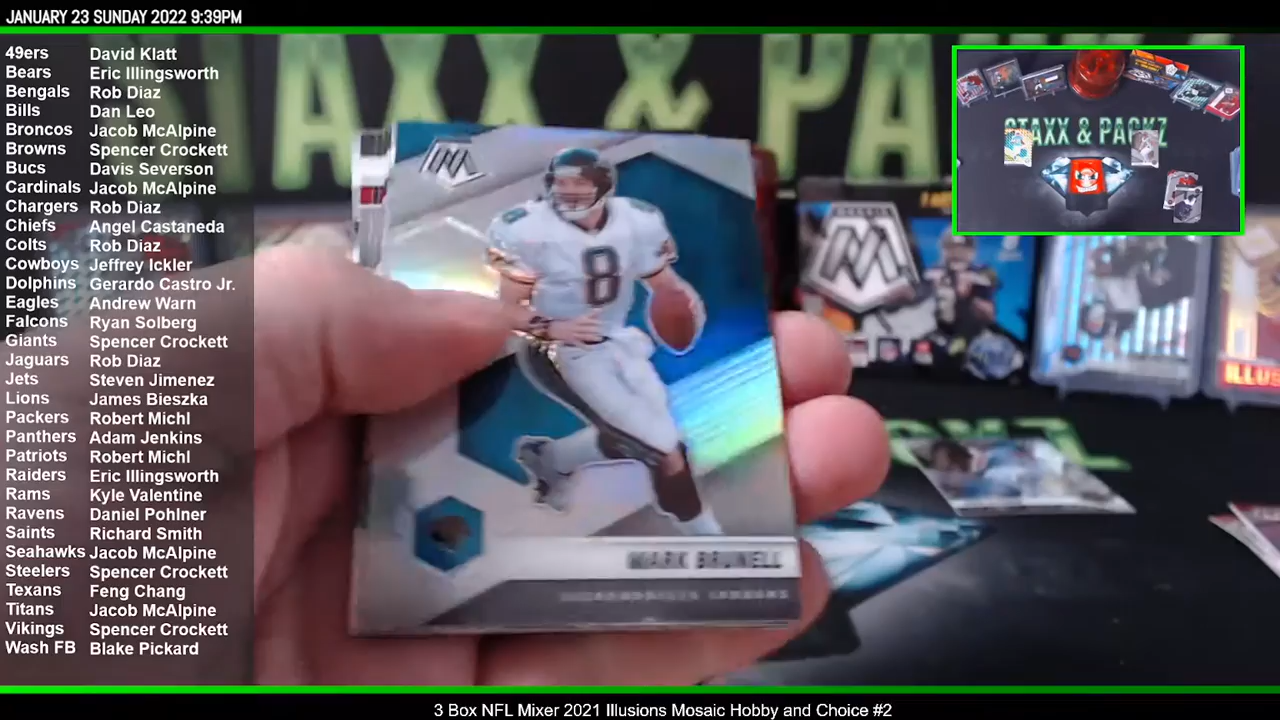 JANUARY 23 SUNDAY 2022 9:39PM
49ers David Klatt
Bears Eric Illingsworth
Bengals Rob Diaz
Bills Dan Leo
Broncos Jacob McAlpine
Browns Spencer Crockett
Bucs Davis Severson
Cardinals Jacob McAlpine
Chargers Rob Diaz
Chiefs Angel Castaneda
Colts Rob Diaz
Cowboys Jeffrey Ickler
Dolphins Gerardo Castro Jr.
Eagles Andrew Warn
Falcons Ryan Solberg
Giants Spencer Crockett
Jaguars Rob Diaz
Jets Steven Jimenez
Lions James Bieszka
Packers Robert Michl
Panthers Adam Jenkins
Patriots Robert Michl
Raiders Eric Illingsworth
Rams Kyle Valentine
Ravens Daniel Pohlner
Saints Richard Smith
Seahawks Jacob McAlpine
Steelers Spencer Crockett
Texans Feng Chang
Titans Jacob McAlpine
Vikings Spencer Crockett
Wash FB Blake Pickard
STAXX & PACKZ
8
8
MARK BRUNELL
JACKSONVILLE JAGUARS
ILLUS
3 Box NFL Mixer 2021 Illusions Mosaic Hobby and Choice #2